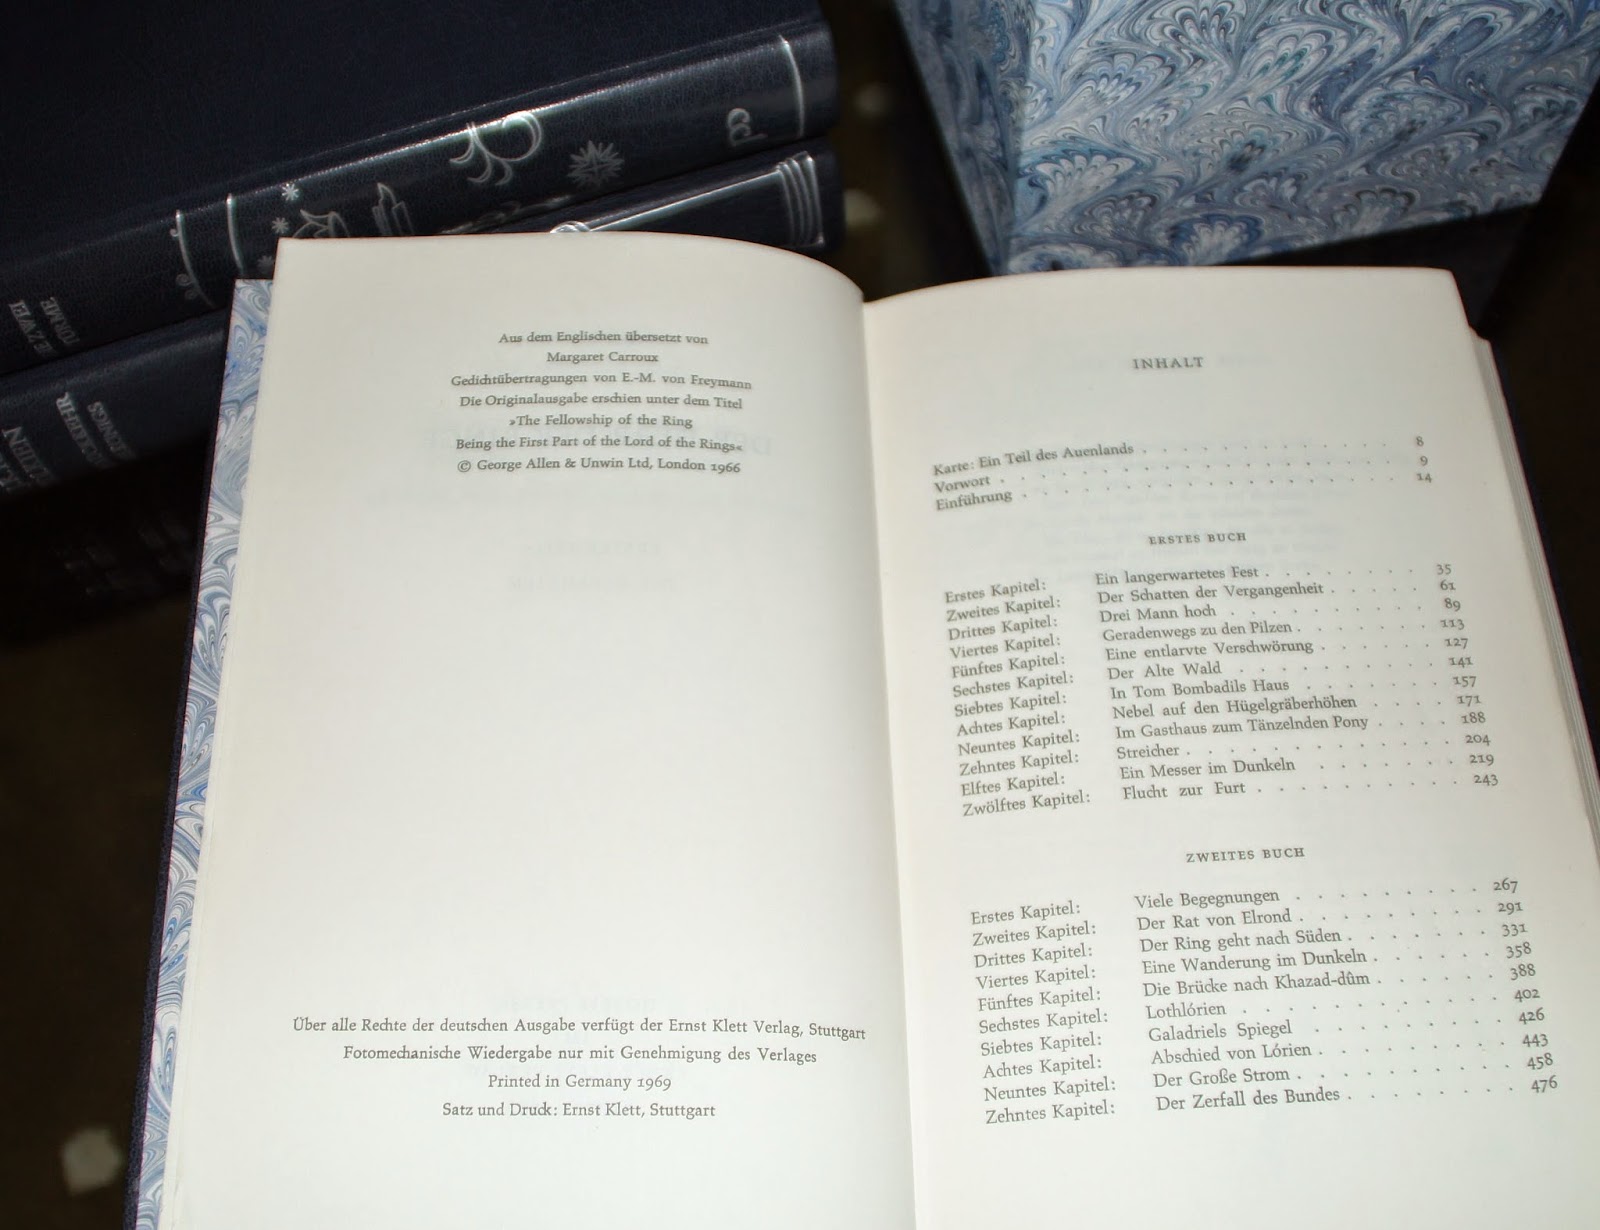 ZWEI
TÜRME
Aus dem Englischen übersetzt von
Margaret Carroux
Gedichtübertragungen von E.-M. von Freymann
Die Originalausgabe erschien unter dem Titel
»The Fellowship of the Ring
Being the First Part of the Lord of the Rings«
© George Allen & Unwin Ltd, London 1966
Über alle Rechte der deutschen Ausgabe verfügt der Ernst Klett Verlag, Stuttgart
Fotomechanische Wiedergabe nur mit Genehmigung des Verlages
Printed in Germany 1969
Satz und Druck: Ernst Klett, Stuttgart
INHALT
Karte: Ein Teil des Auenlands . . . . . . . . . . . . 8
Vorwort . . . . . . . . . . . . . . . . . . 9
Einführung . . . . . . . . . . . . . . . . . 14
ERSTES BUCH
Erstes Kapitel: Ein langerwartetes Fest . . . . . . . . 35
Zweites Kapitel: Der Schatten der Vergangenheit . . . . . 61
Drittes Kapitel: Drei Mann hoch . . . . . . . . . . 89
Viertes Kapitel: Geradenwegs zu den Pilzen . . . . . . 113
Fünftes Kapitel: Eine entlarvte Verschwörung . . . . . . 127
Sechstes Kapitel: Der Alte Wald . . . . . . . . . 141
Siebtes Kapitel: In Tom Bombadils Haus . . . . . . . 157
Achtes Kapitel: Nebel auf den Hügelgräberhöhen . . . . 171
Neuntes Kapitel: Im Gasthaus zum Tänzelnden Pony . . . . 188
Zehntes Kapitel: Streicher . . . . . . . . . . . . 204
Elftes Kapitel: Ein Messer im Dunkeln . . . . . . . 219
Zwölftes Kapitel: Flucht zur Furt . . . . . . . . . 243
ZWEITES BUCH
Erstes Kapitel: Viele Begegnungen . . . . . . . . 267
Zweites Kapitel: Der Rat von Elrond . . . . . . . . 291
Drittes Kapitel: Der Ring geht nach Süden . . . . . . 331
Viertes Kapitel: Eine Wanderung im Dunkeln . . . . . 358
Fünftes Kapitel: Die Brücke nach Khazad-dûm . . . . . 388
Sechstes Kapitel: Lothlórien . . . . . . . . . . . 402
Siebtes Kapitel: Galadriels Spiegel . . . . . . . . 426
Achtes Kapitel: Abschied von Lórien . . . . . . . 443
Neuntes Kapitel: Der Große Strom . . . . . . . . . 458
Zehntes Kapitel: Der Zerfall des Bundes . . . . . . . 476